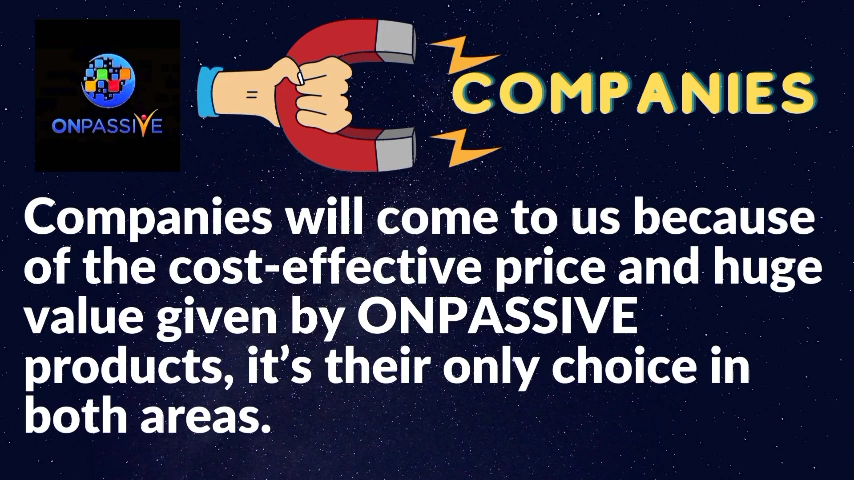 ONPASSIVE
COMPANIES
Companies will come to us because
of the cost-effective price and huge
value given by ONPASSIVE
products, it’s their only choice in
both areas.